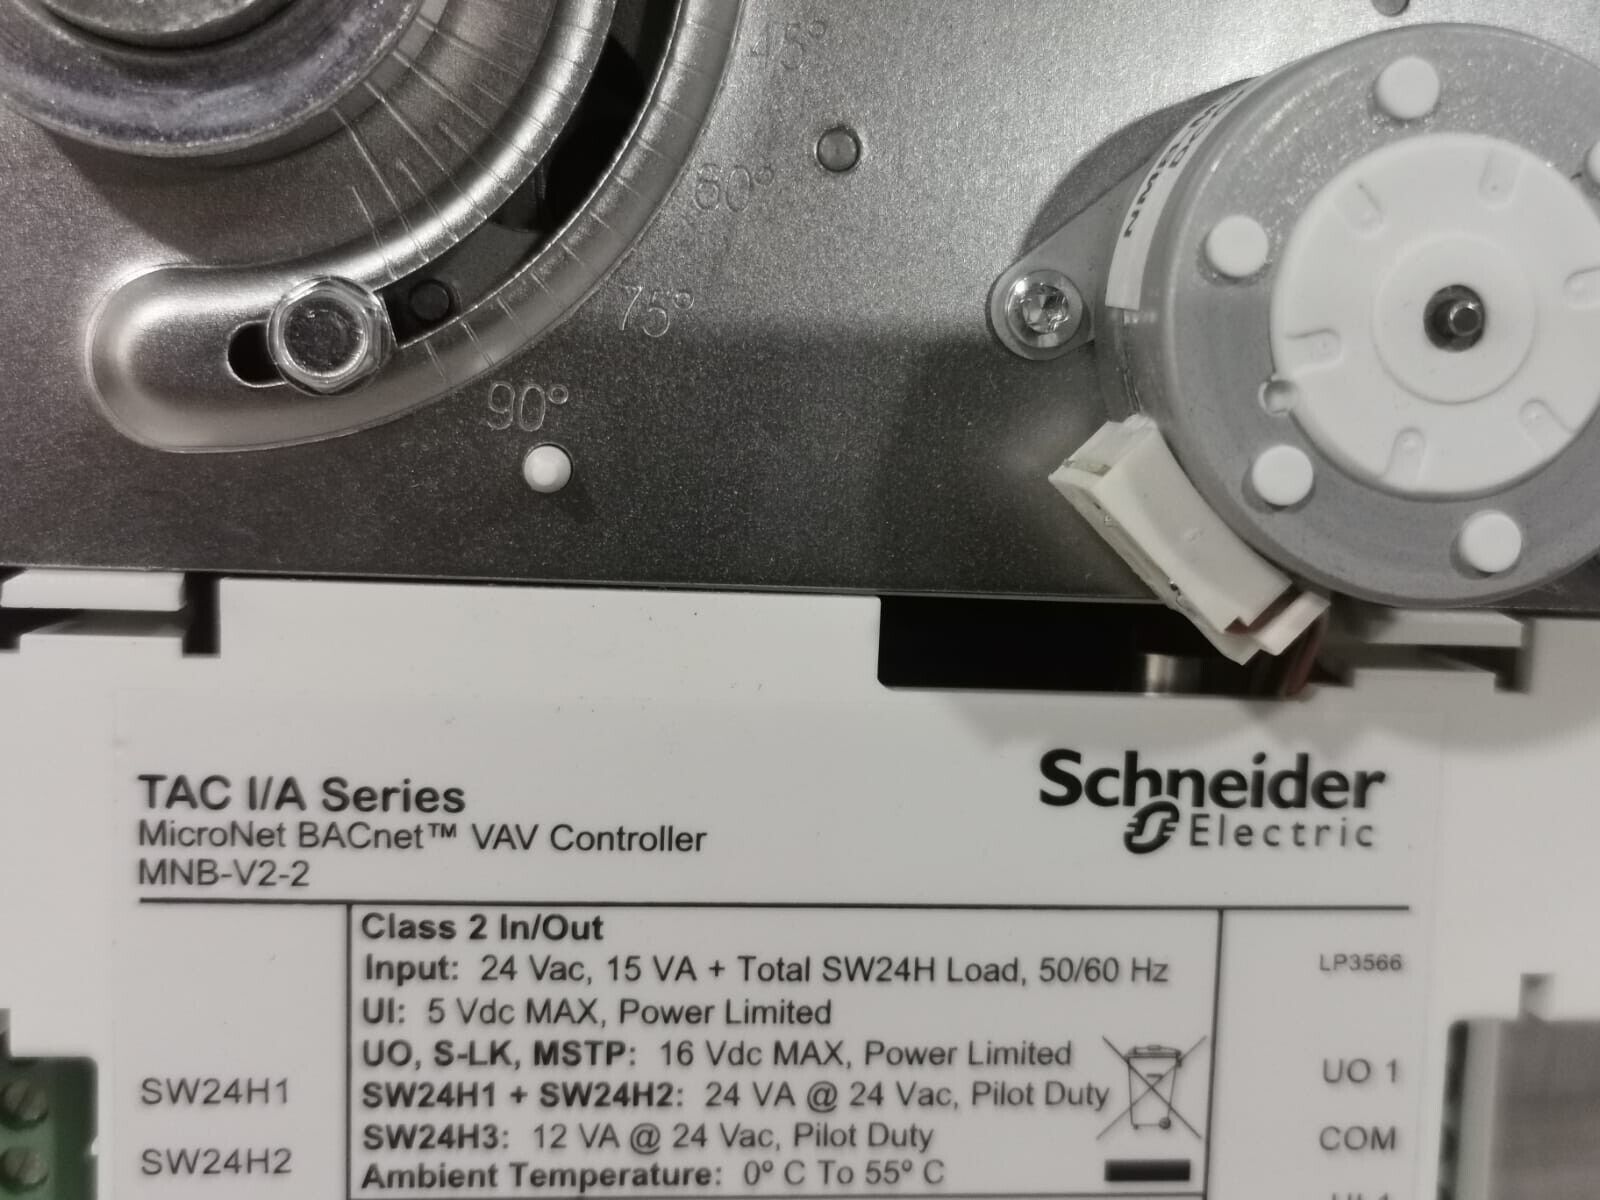 45°
60°
75°
90°
TAC I/A Series
MicroNet BACnet™ VAV Controller
MNB-V2-2
Schneider
Electric
Class 2 In/Out
Input: 24 Vac, 15 VA + Total SW24H Load, 50/60 Hz
UI: 5 Vdc MAX, Power Limited
UO, S-LK, MSTP: 16 Vdc MAX, Power Limited
SW24H1 + SW24H2: 24 VA @ 24 Vac, Pilot Duty
SW24H3: 12 VA @ 24 Vac, Pilot Duty
Ambient Temperature: 0º C To 55º C
SW24H1
SW24H2
LP3566
UO 1
COM